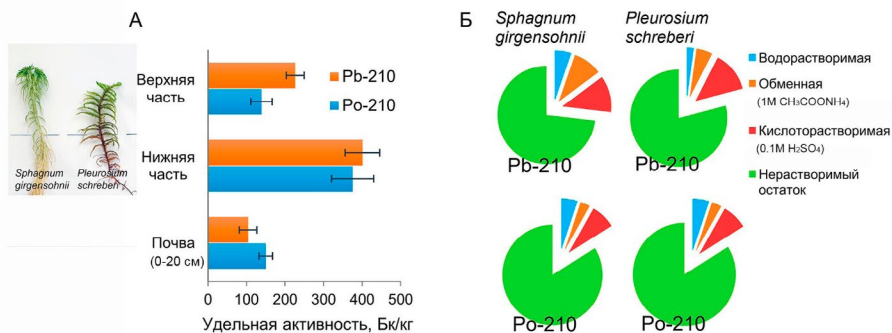 А
Б
Sphagnum
girgensohnii
Pleurosium
schreberi
Верхняя
часть
Нижняя
часть
Почва
(0-20 см)
Pb-210
Po-210
0 100 200 300 400 500
Удельная активность, Бк/кг
Sphagnum
girgensohnii
Pleurosium
schreberi
Pb-210
Pb-210
Po-210
Po-210
Водорастворимая
Обменная
(1М CH₃COONH₄)
Кислоторастворимая
(0.1М H₂SO₄)
Нерастворимый
остаток